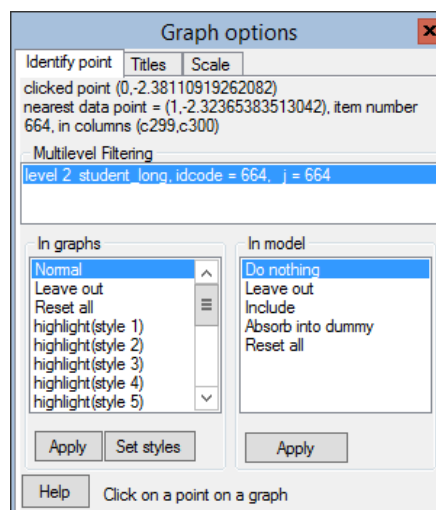 Graph options
Identify point Titles Scale
clicked point (0,-2.38110919262082)
nearest data point = (1,-2.32365383513042), item number
664, in columns (c299,c300)
Multilevel Filtering
level 2 student_long, idcode = 664, j = 664
In graphs
Normal
Leave out
Reset all
highlight(style 1)
highlight(style 2)
highlight(style 3)
highlight(style 4)
highlight(style 5)
Apply Set styles
In model
Do nothing
Leave out
Include
Absorb into dummy
Reset all
Apply
Help Click on a point on a graph